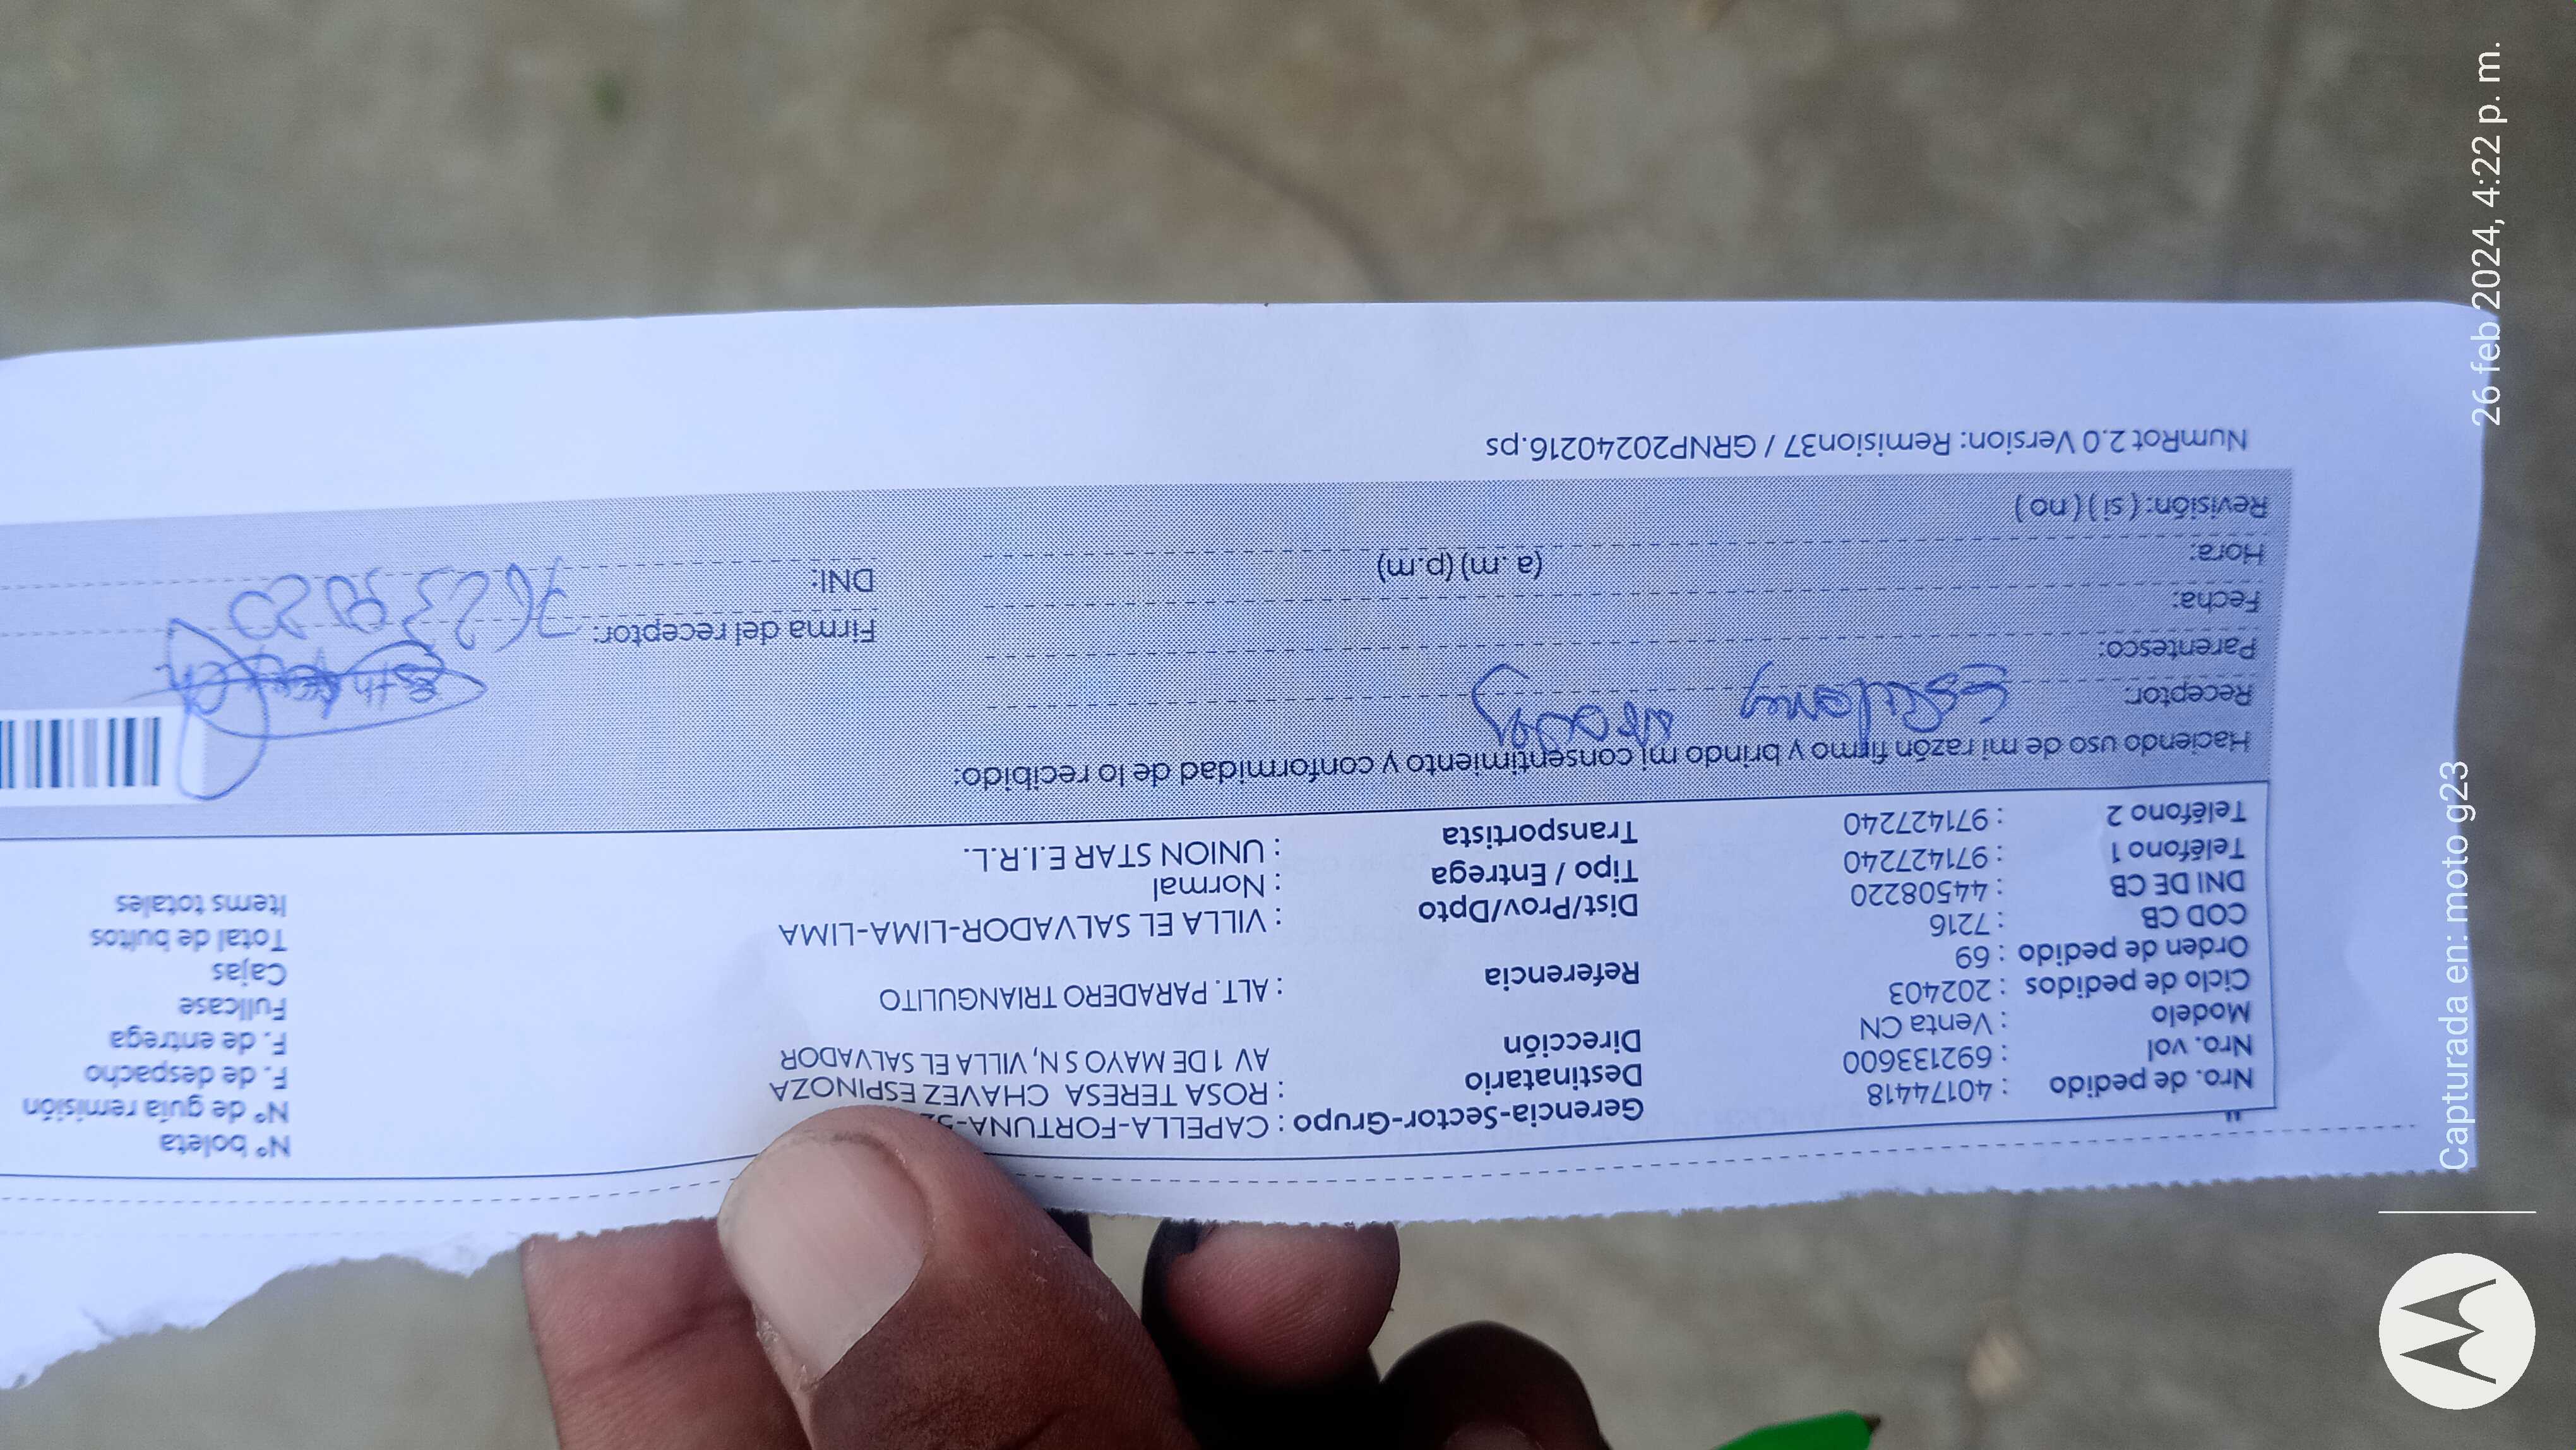 Nro. de pedido : 40174418
Nro. vol : 692133600
Modelo : Venta CN
Ciclo de pedidos : 202403
Orden de pedido : 69
COD CB : 7216
DNI DE CB : 44508220
Teléfono 1 : 971427240
Teléfono 2 : 971427240
Gerencia-Sector-Grupo : CAPELLA-FORTUNA-
Destinatario : ROSA TERESA CHAVEZ ESPINOZA
Dirección AV 1 DE MAYO S N, VILLA EL SALVADOR
Referencia : ALT. PARADERO TRIANGULITO
Dist/Prov/Dpto : VILLA EL SALVADOR-LIMA-LIMA
Tipo / Entrega : Normal
Transportista : UNION STAR E.I.R.L.
N° boleta
N° de guía remisión
F. de despacho
F. de entrega
Fullcase
Cajas
Total de bultos
Items totales
Haciendo uso de mi razón firmo y brindo mi consentimiento y conformidad de lo recibido:
Receptor:
Parentesco:
Fecha:
Hora: (a .m) (p.m)
Revisión: ( si ) ( no )
Firma del receptor:
DNI:
NumRot 2.0 Version: Remision37 / GRNP20240216.ps
Capturada en: moto g23
26 feb 2024, 4:22 p. m.